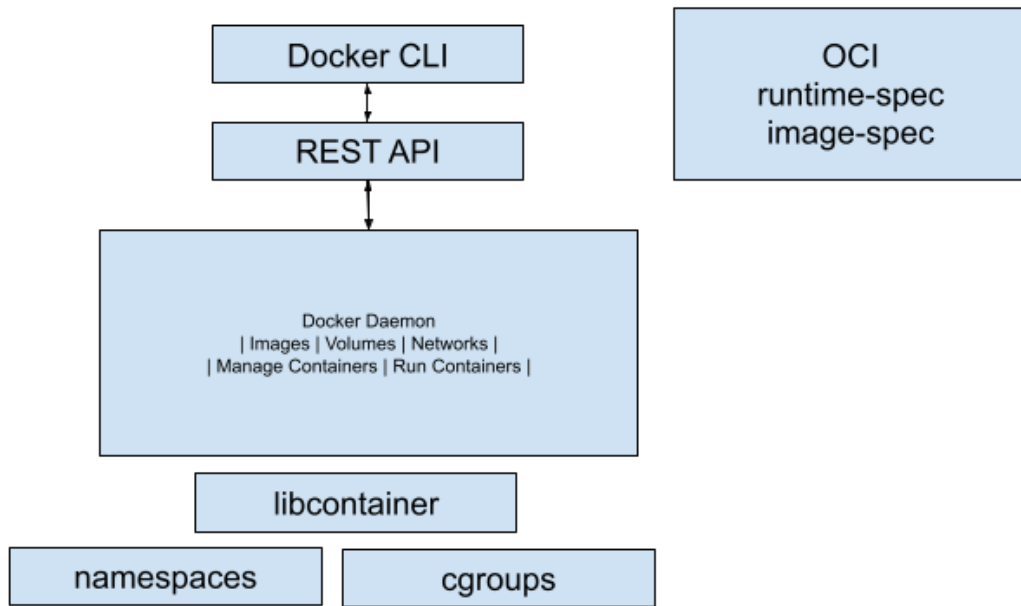 Docker CLI
OCI
runtime-spec
image-spec
REST API
Docker Daemon
| Images | Volumes | Networks |
| Manage Containers | Run Containers |
libcontainer
namespaces
cgroups